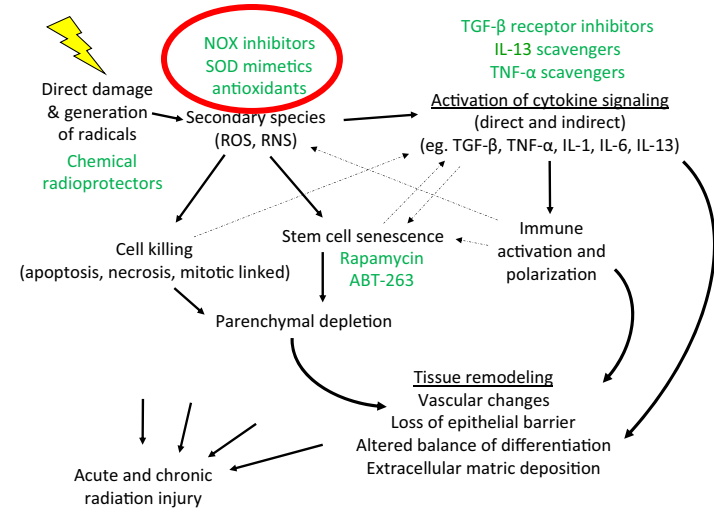 NOX inhibitors
SOD mimetics
antioxidants
TGF-β receptor inhibitors
IL-13 scavengers
TNF-α scavengers
Direct damage
& generation
of radicals
Chemical
radioprotectors
Secondary species
(ROS, RNS)
Activation of cytokine signaling
(direct and indirect)
(eg. TGF-β, TNF-α, IL-1, IL-6, IL-13)
Cell killing
(apoptosis, necrosis, mitotic linked)
Stem cell senescence
Rapamycin
ABT-263
Immune
activation and
polarization
Parenchymal depletion
Tissue remodeling
Vascular changes
Loss of epithelial barrier
Altered balance of differentiation
Extracellular matric deposition
Acute and chronic
radiation injury